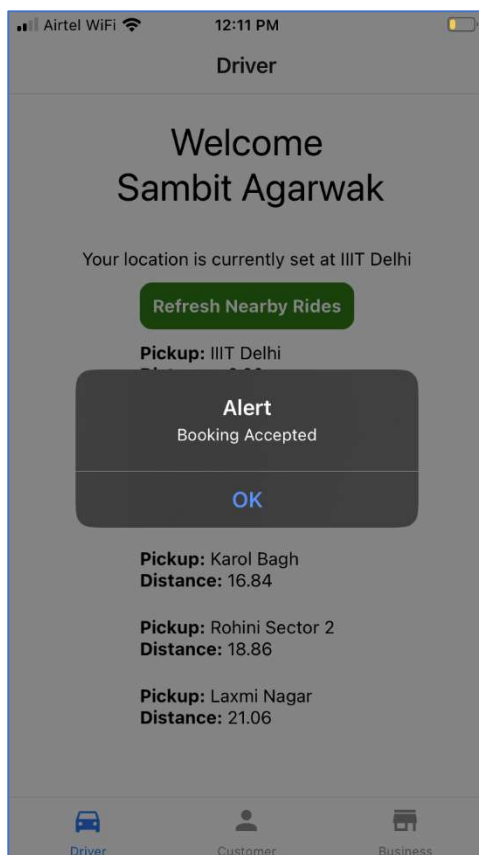 Airtel WiFi 12:11 PM
Driver
Welcome
Sambit Agarwak
Your location is currently set at IIIT Delhi
Refresh Nearby Rides
Pickup: IIIT Delhi
Alert
Booking Accepted
OK
Pickup: Karol Bagh
Distance: 16.84
Pickup: Rohini Sector 2
Distance: 18.86
Pickup: Laxmi Nagar
Distance: 21.06
Driver Customer Business